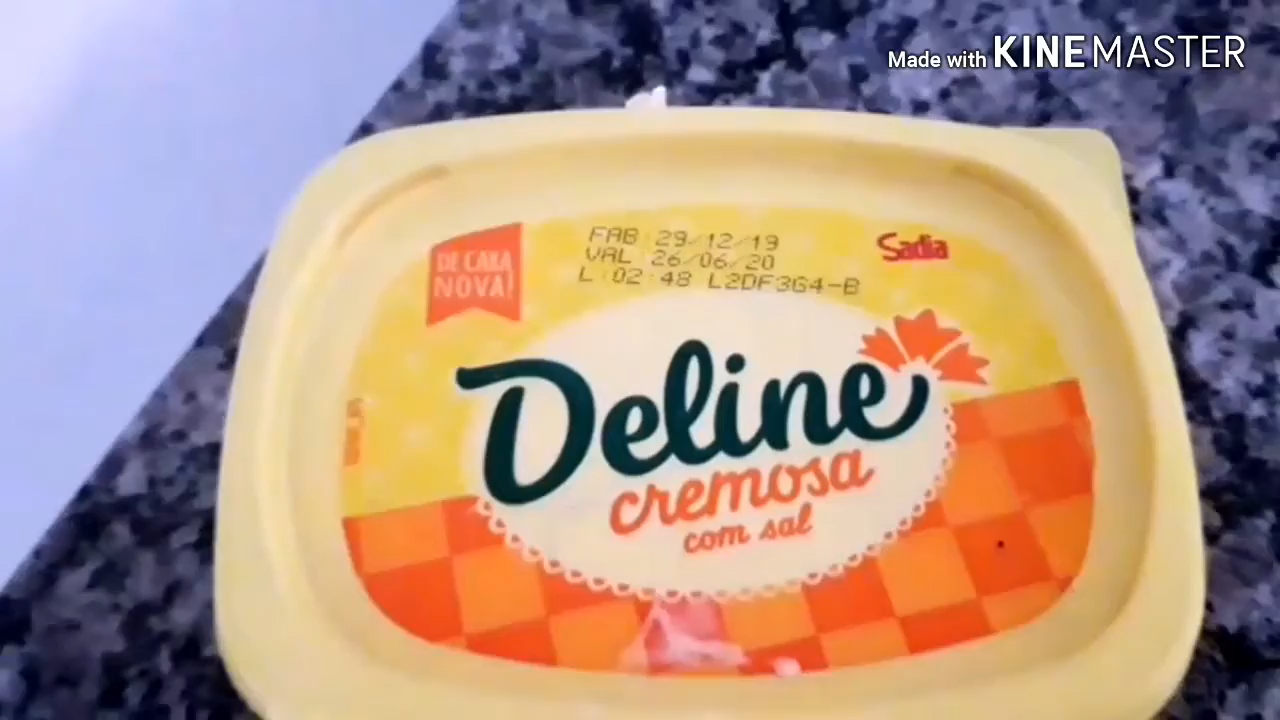 Made with KINEMASTER
DE CARA
NOVA!
FAB 29/12/19
VAL 26/06/20
L:02:48 L2DF3G4-B
Sadia
Deline
cremosa
com sal